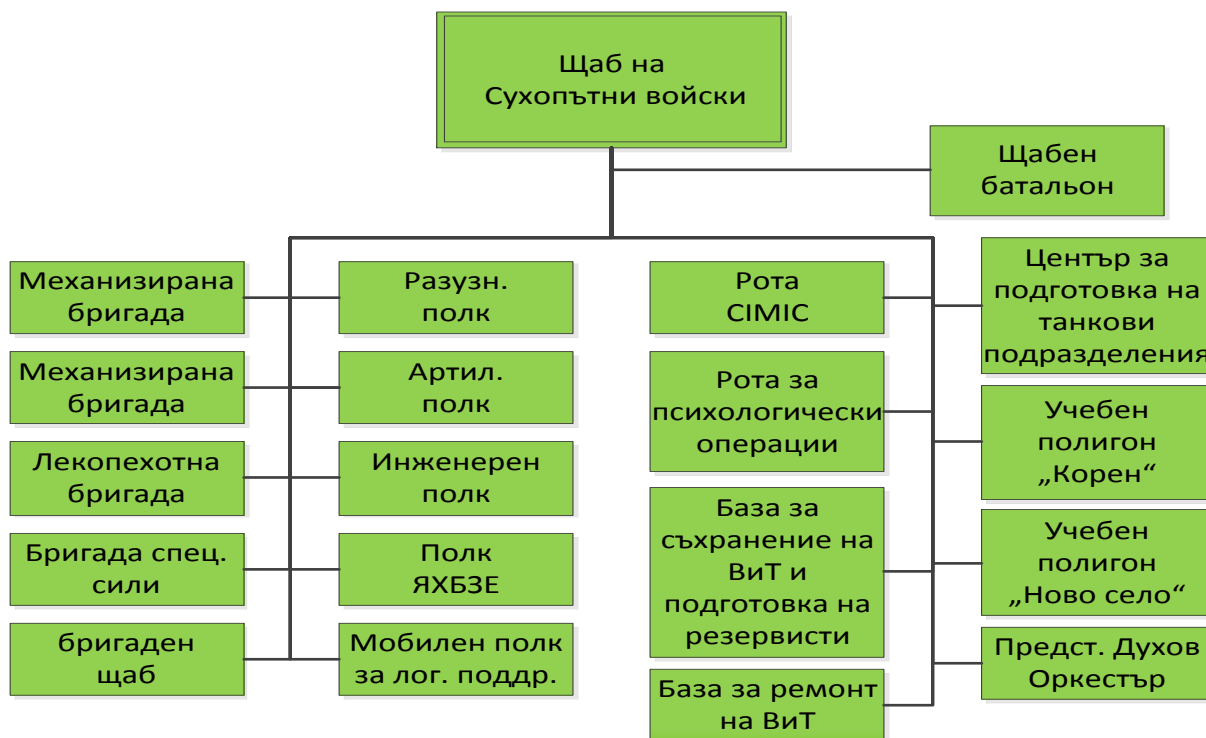 Щаб на
Сухопътни войски
Щабен
батальон
Механизирана
бригада
Механизирана
бригада
Лекопехотна
бригада
Бригада спец.
сили
бригаден
щаб
Разузн.
полк
Артил.
полк
Инженерен
полк
Полк
ЯХБЗЕ
Мобилен полк
за лог. поддр.
Рота
CIMIC
Рота за
психологически
операции
База за
съхранение на
ВиТ и
подготовка на
резервисти
База за ремонт
на ВиТ
Център за
подготовка на
танкови
подразделения
Учебен
полигон
„Корен“
Учебен
полигон
„Ново село“
Предст. Духов
Оркестър